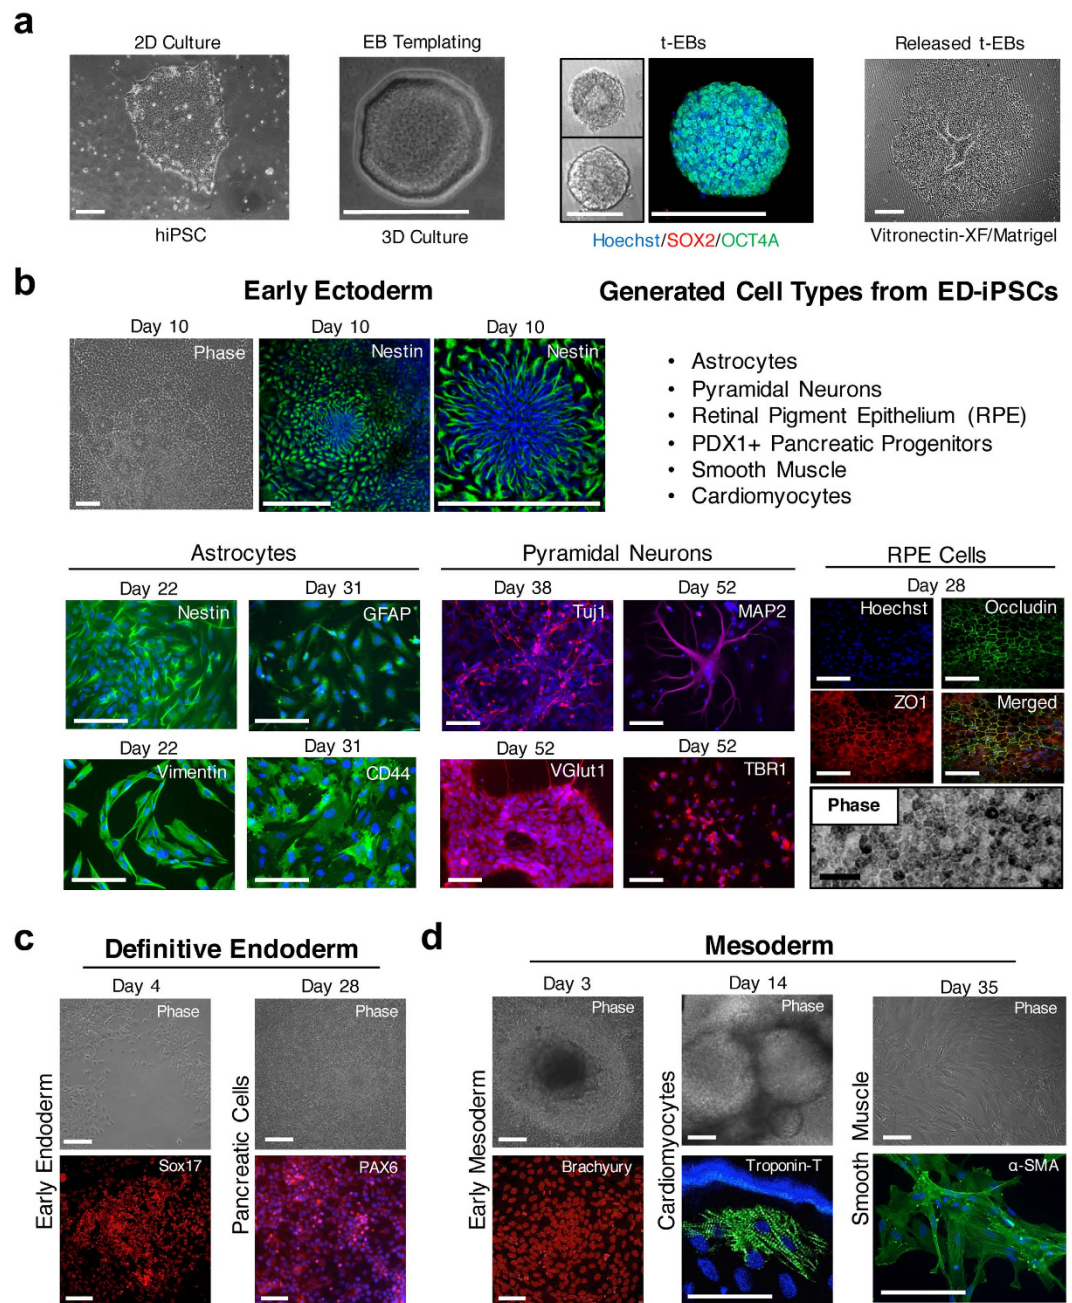 a
2D Culture
EB Templating
t-EBs
Released t-EBs
hiPSC
3D Culture
Hoechst/SOX2/OCT4A
Vitronectin-XF/Matrigel
b
Early Ectoderm
Generated Cell Types from ED-iPSCs
Day 10
Day 10
Day 10
Phase
Nestin
Nestin
• Astrocytes
• Pyramidal Neurons
• Retinal Pigment Epithelium (RPE)
• PDX1+ Pancreatic Progenitors
• Smooth Muscle
• Cardiomyocytes
Astrocytes
Pyramidal Neurons
RPE Cells
Day 22
Day 31
Day 38
Day 52
Day 28
Nestin
GFAP
Tuj1
MAP2
Hoechst
Occludin
ZO1
Merged
Day 22
Day 31
Day 52
Day 52
Vimentin
CD44
VGlut1
TBR1
Phase
c
Definitive Endoderm
Day 4
Day 28
Early Endoderm
Phase
Pancreatic Cells
Phase
Sox17
PAX6
d
Mesoderm
Day 3
Day 14
Day 35
Early Mesoderm
Phase
Cardiomyocytes
Phase
Smooth Muscle
Phase
Brachyury
Troponin-T
α-SMA